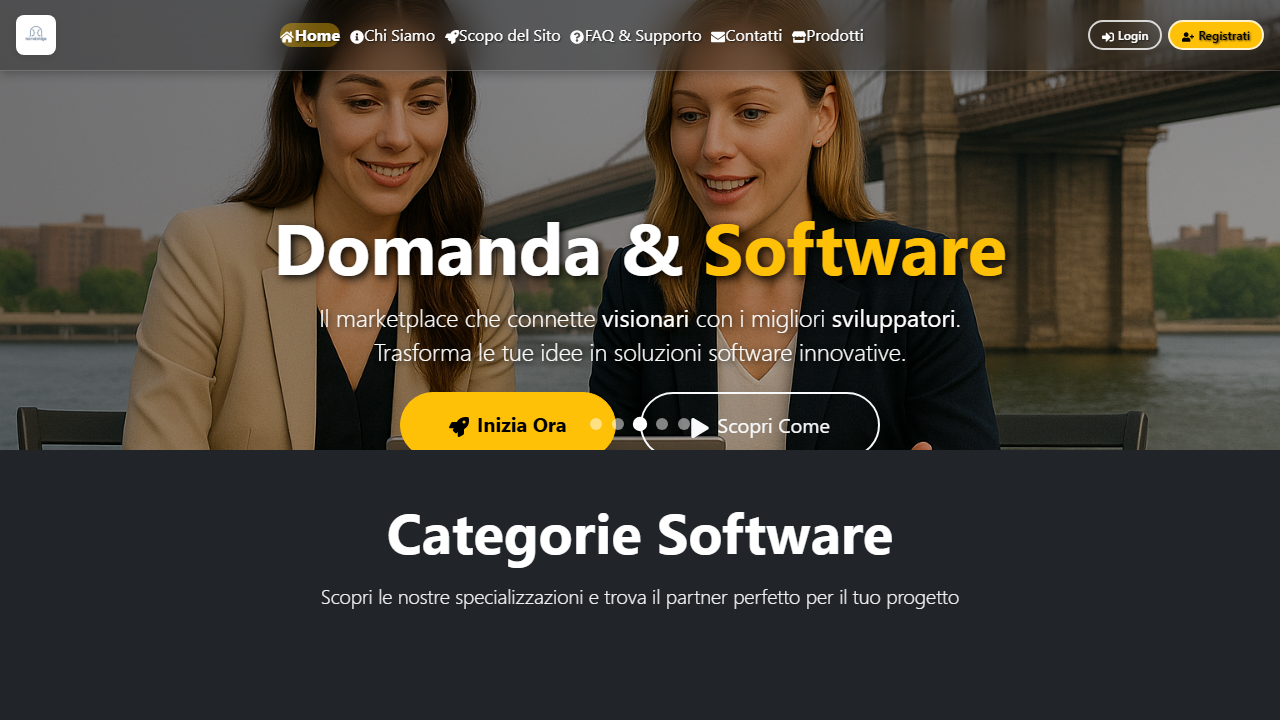 Home
Chi Siamo
Scopo del Sito
FAQ & Supporto
Contatti
Prodotti
Login
Registrati
Domanda & Software
Il marketplace che connette visionari con i migliori sviluppatori.
Trasforma le tue idee in soluzioni software innovative.
Inizia Ora
Scopri Come
Categorie Software
Scopri le nostre specializzazioni e trova il partner perfetto per il tuo progetto